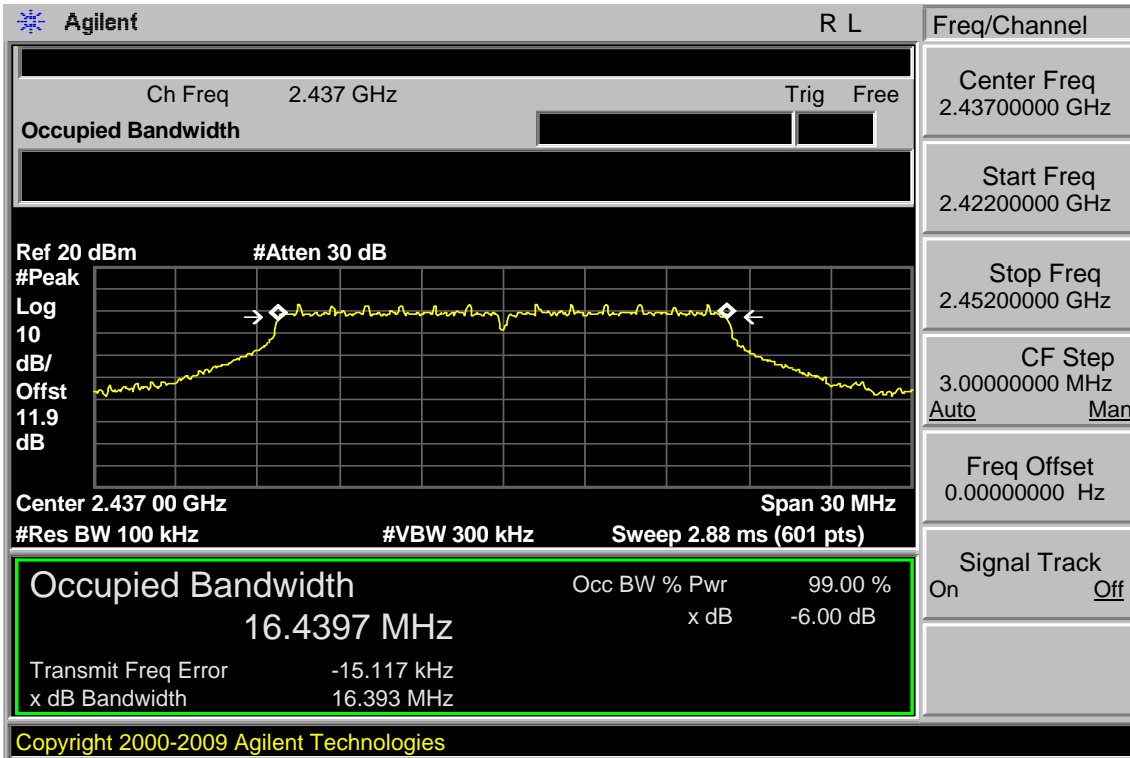 Agilent R L
Freq/Channel
Ch Freq 2.437 GHz Trig Free
Occupied Bandwidth
Center Freq
2.43700000 GHz
Start Freq
2.42200000 GHz
Stop Freq
2.45200000 GHz
CF Step
3.00000000 MHz
Auto Man
Freq Offset
0.00000000 Hz
Signal Track
On Off
Ref 20 dBm #Atten 30 dB
#Peak
Log
10
dB/
Offst
11.9
dB
Center 2.437 00 GHz Span 30 MHz
#Res BW 100 kHz #VBW 300 kHz Sweep 2.88 ms (601 pts)
Occupied Bandwidth Occ BW % Pwr 99.00 %
16.4397 MHz x dB -6.00 dB
Transmit Freq Error -15.117 kHz
x dB Bandwidth 16.393 MHz
Copyright 2000-2009 Agilent Technologies